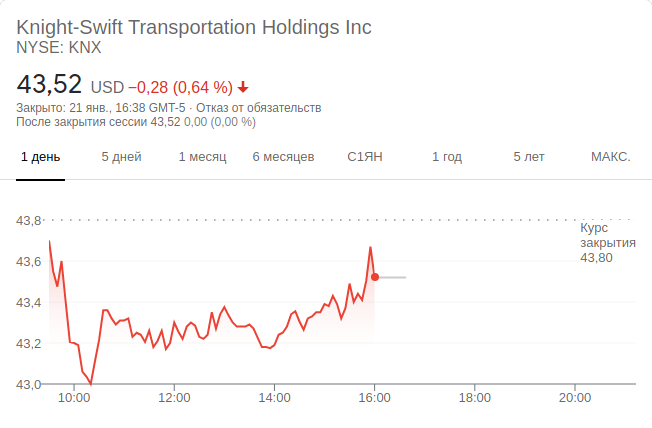 Knight-Swift Transportation Holdings Inc
NYSE: KNX
43,52 USD −0,28 (0,64 %)
Закрыто: 21 янв., 16:38 GMT-5 · Отказ от обязательств
После закрытия сессии 43,52 0,00 (0,00 %)
1 день 5 дней 1 месяц 6 месяцев С1ЯН 1 год 5 лет МАКС.
43,8
Курс
закрытия
43,80
43,6
43,4
43,2
43,0
10:00 12:00 14:00 16:00 18:00 20:00